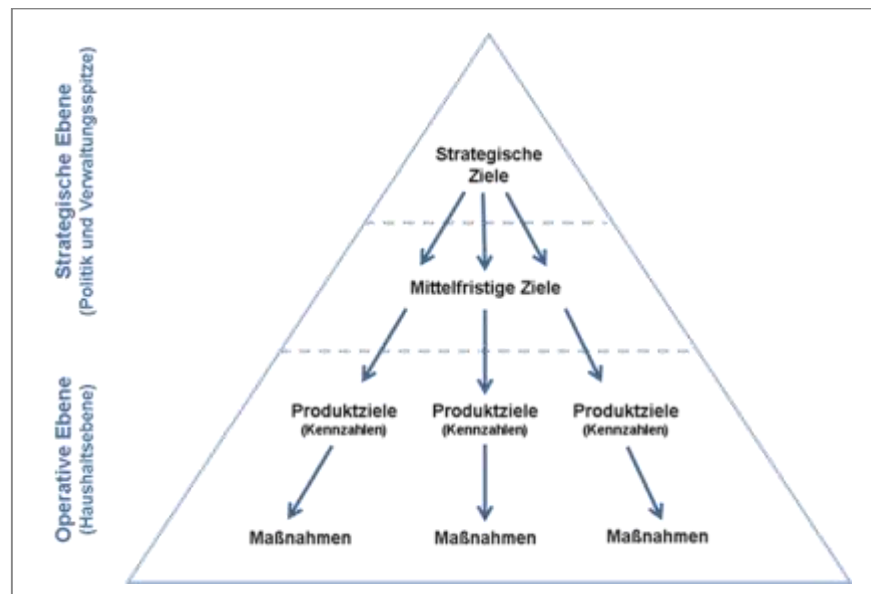 Strategische Ebene
(Politik und Verwaltungsspitze)
Strategische
Ziele
Mittelfristige Ziele
Operative Ebene
(Haushaltsebene)
Produktziele
(Kennzahlen)
Produktziele
(Kennzahlen)
Produktziele
(Kennzahlen)
Maßnahmen
Maßnahmen
Maßnahmen